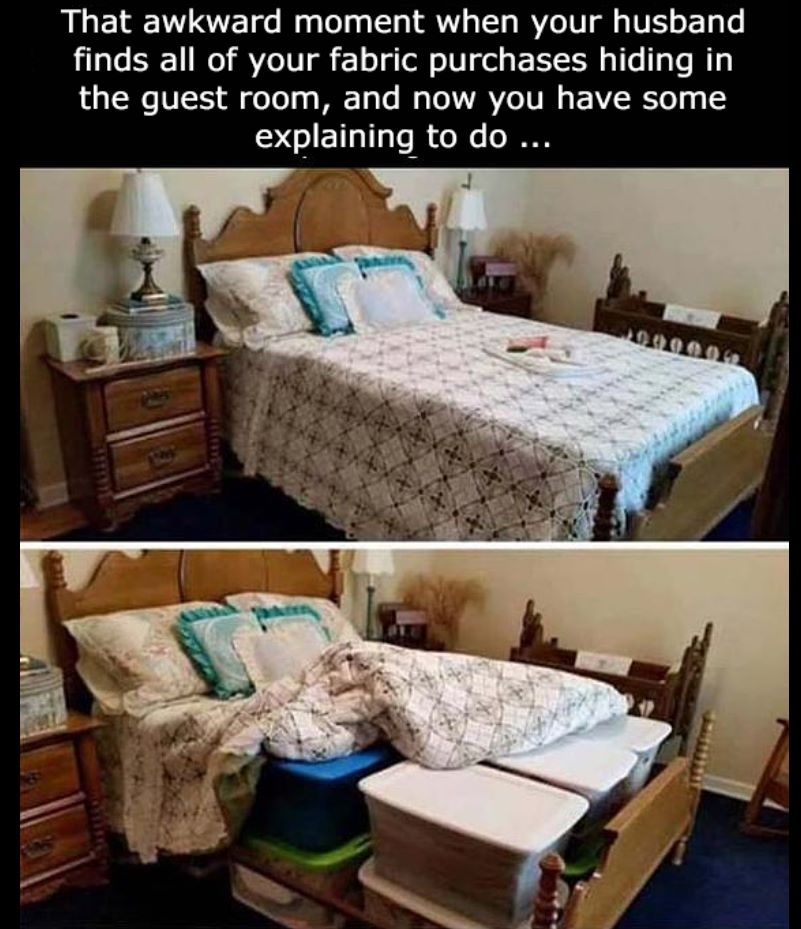 That awkward moment when your husband
finds all of your fabric purchases hiding in
the guest room, and now you have some
explaining to do ...